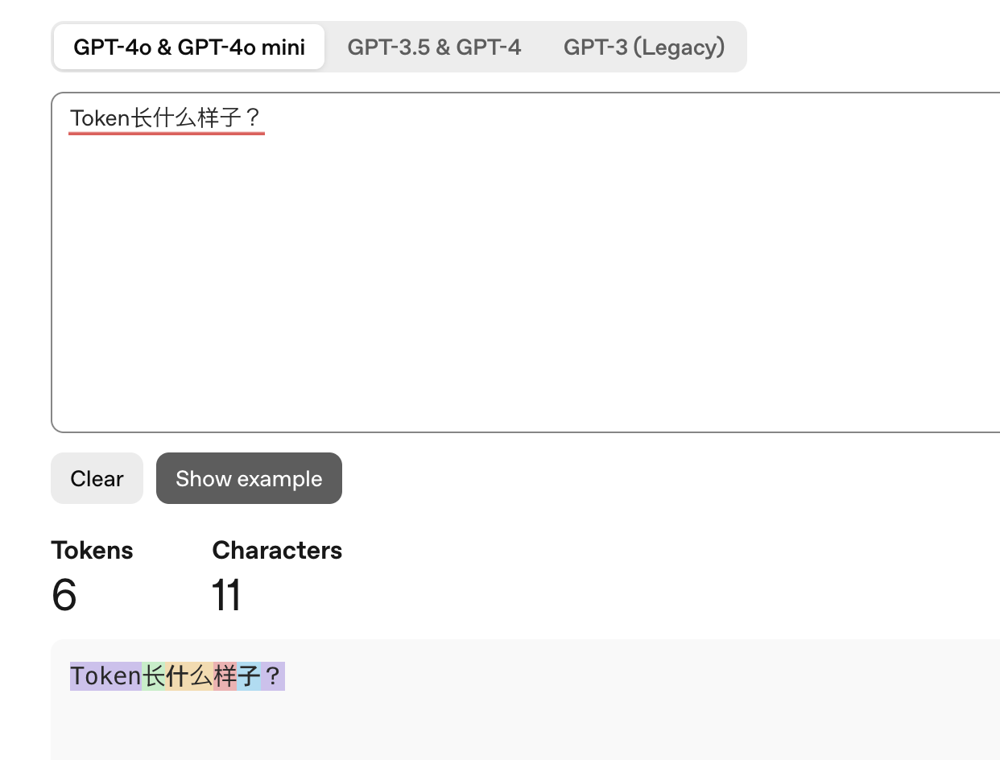 GPT-4o & GPT-4o mini GPT-3.5 & GPT-4 GPT-3 (Legacy)
Token长什么样子？
Clear Show example
Tokens Characters
6 11
Token长什么样子？